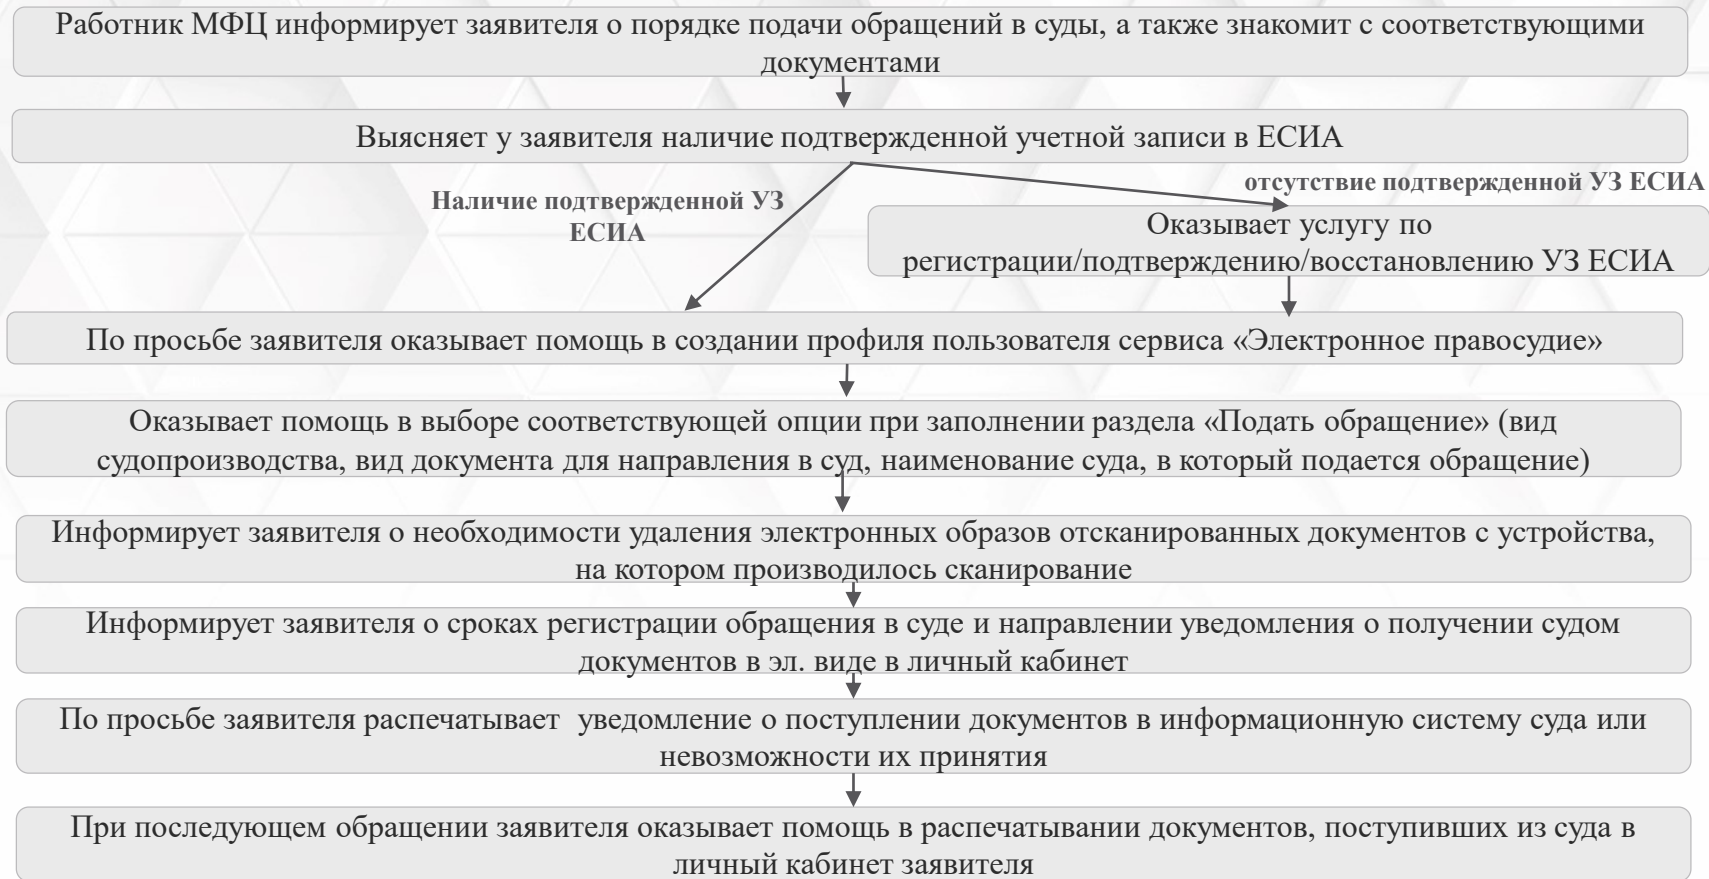 Работник МФЦ информирует заявителя о порядке подачи обращений в суды, а также знакомит с соответствующими
документами
Выясняет у заявителя наличие подтвержденной учетной записи в ЕСИА
Наличие подтвержденной УЗ
ЕСИА
отсутствие подтвержденной УЗ ЕСИА
Оказывает услугу по
регистрации/подтверждению/восстановлению УЗ ЕСИА
По просьбе заявителя оказывает помощь в создании профиля пользователя сервиса «Электронное правосудие»
Оказывает помощь в выборе соответствующей опции при заполнении раздела «Подать обращение» (вид
судопроизводства, вид документа для направления в суд, наименование суда, в который подается обращение)
Информирует заявителя о необходимости удаления электронных образов отсканированных документов с устройства,
на котором производилось сканирование
Информирует заявителя о сроках регистрации обращения в суде и направлении уведомления о получении судом
документов в эл. виде в личный кабинет
По просьбе заявителя распечатывает уведомление о поступлении документов в информационную систему суда или
невозможности их принятия
При последующем обращении заявителя оказывает помощь в распечатывании документов, поступивших из суда в
личный кабинет заявителя